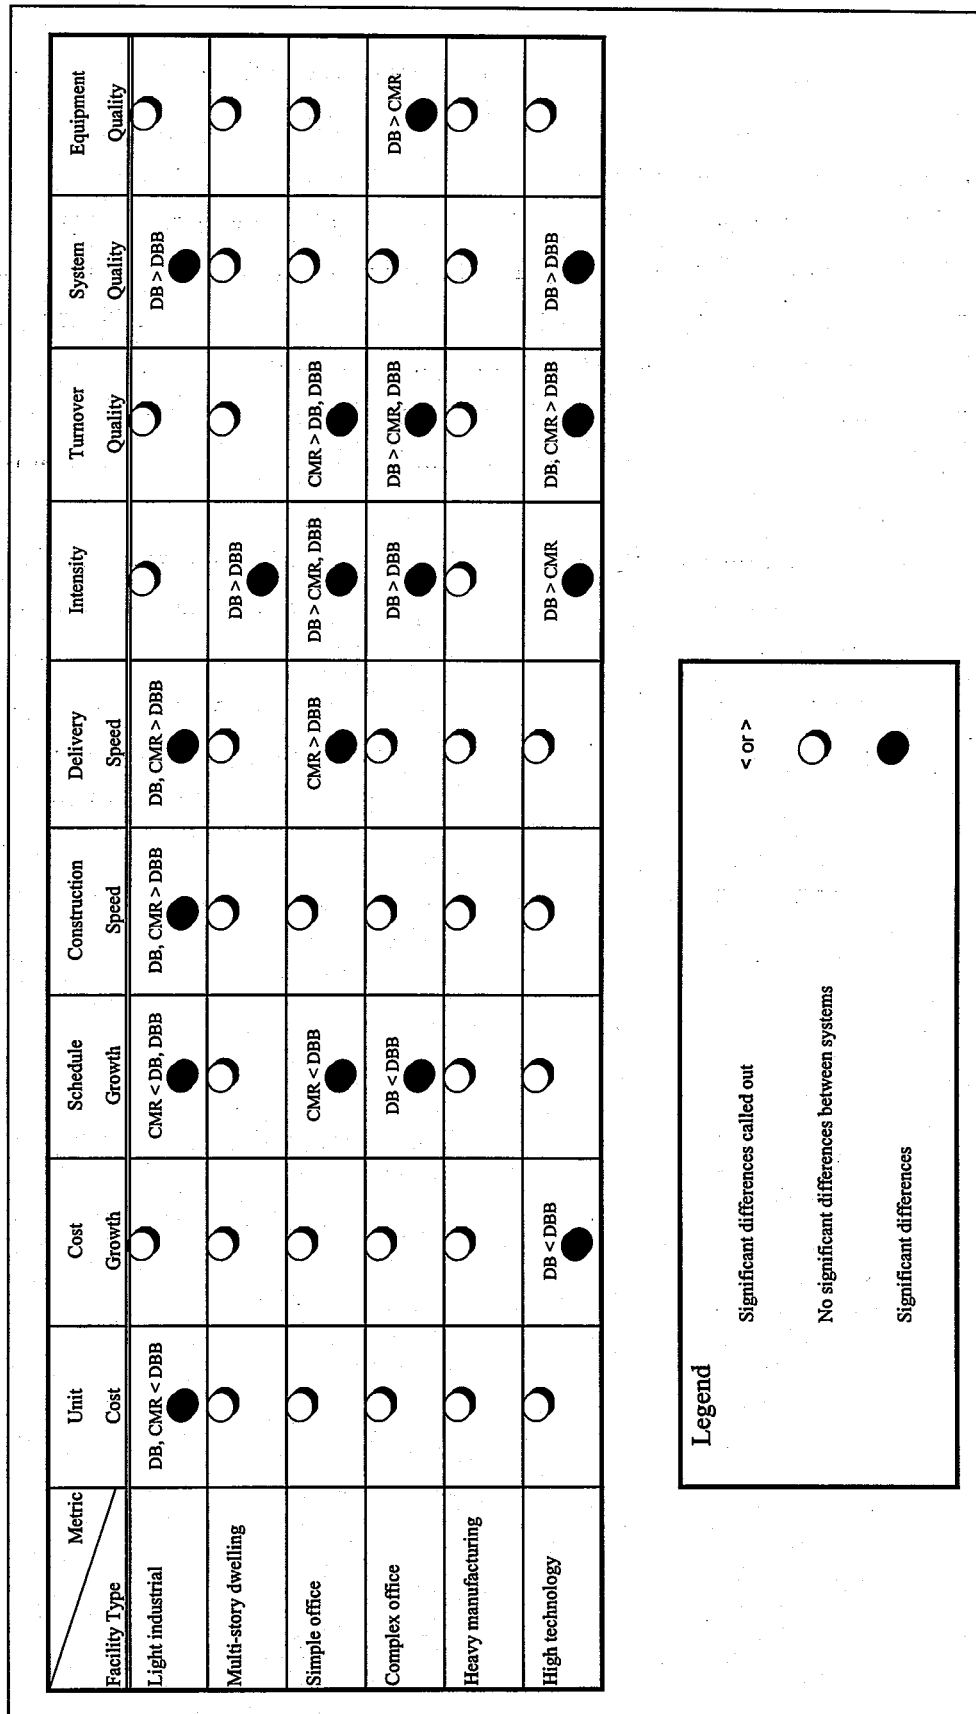 Metric
Facility Type
Unit
Cost
Cost
Growth
Schedule
Growth
Construction
Speed
Delivery
Speed
Intensity
Turnover
Quality
System
Quality
Equipment
Quality
Light industrial
DB, CMR < DBB
CMR < DB, DBB
DB, CMR > DBB
DB, CMR > DBB
DB > DBB
Multi-story dwelling
DB > DBB
Simple office
CMR < DBB
CMR > DBB
DB > CMR, DBB
CMR > DB, DBB
Complex office
DB < DBB
DB > DBB
DB > CMR, DBB
DB > CMR
Heavy manufacturing
High technology
DB < DBB
DB > CMR
DB, CMR > DBB
DB > DBB
Legend
Significant differences called out
< or >
No significant differences between systems
Significant differences